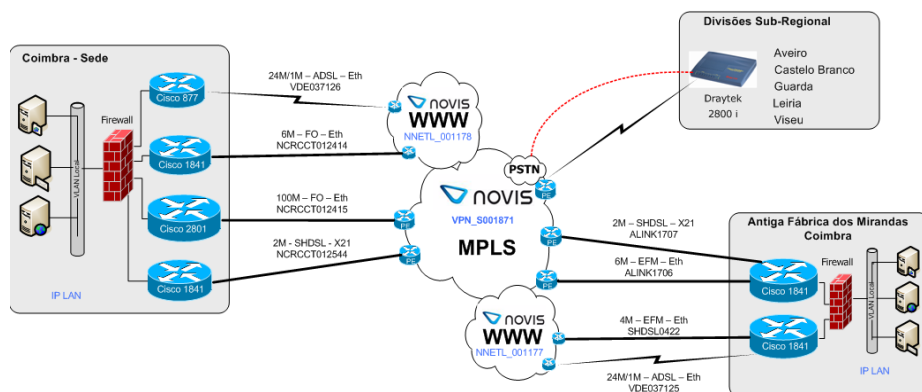 Coimbra - Sede
VLAN Local
Firewall
Cisco 877
Cisco 1841
Cisco 2801
Cisco 1841
IP LAN
24M/1M – ADSL – Eth
VDE037126
6M – FO – Eth
NCRCCT012414
100M – FO – Eth
NCRCCT012415
2M - SHDSL - X21
NCRCCT012544
novis
WWW
NNETL_001178
PSTN
novis
VPN_S001871
MPLS
PE
PE
PE
PE
PE
novis
WWW
NNETL_001177
Divisões Sub-Regional
Draytek
2800 i
Aveiro
Castelo Branco
Guarda
Leiria
Viseu
2M – SHDSL – X21
ALINK1707
6M – EFM – Eth
ALINK1706
4M – EFM – Eth
SHDSL0422
24M/1M – ADSL – Eth
VDE037125
Antiga Fábrica dos Mirandas
Coimbra
Firewall
Cisco 1841
Cisco 1841
VLAN Local
IP LAN